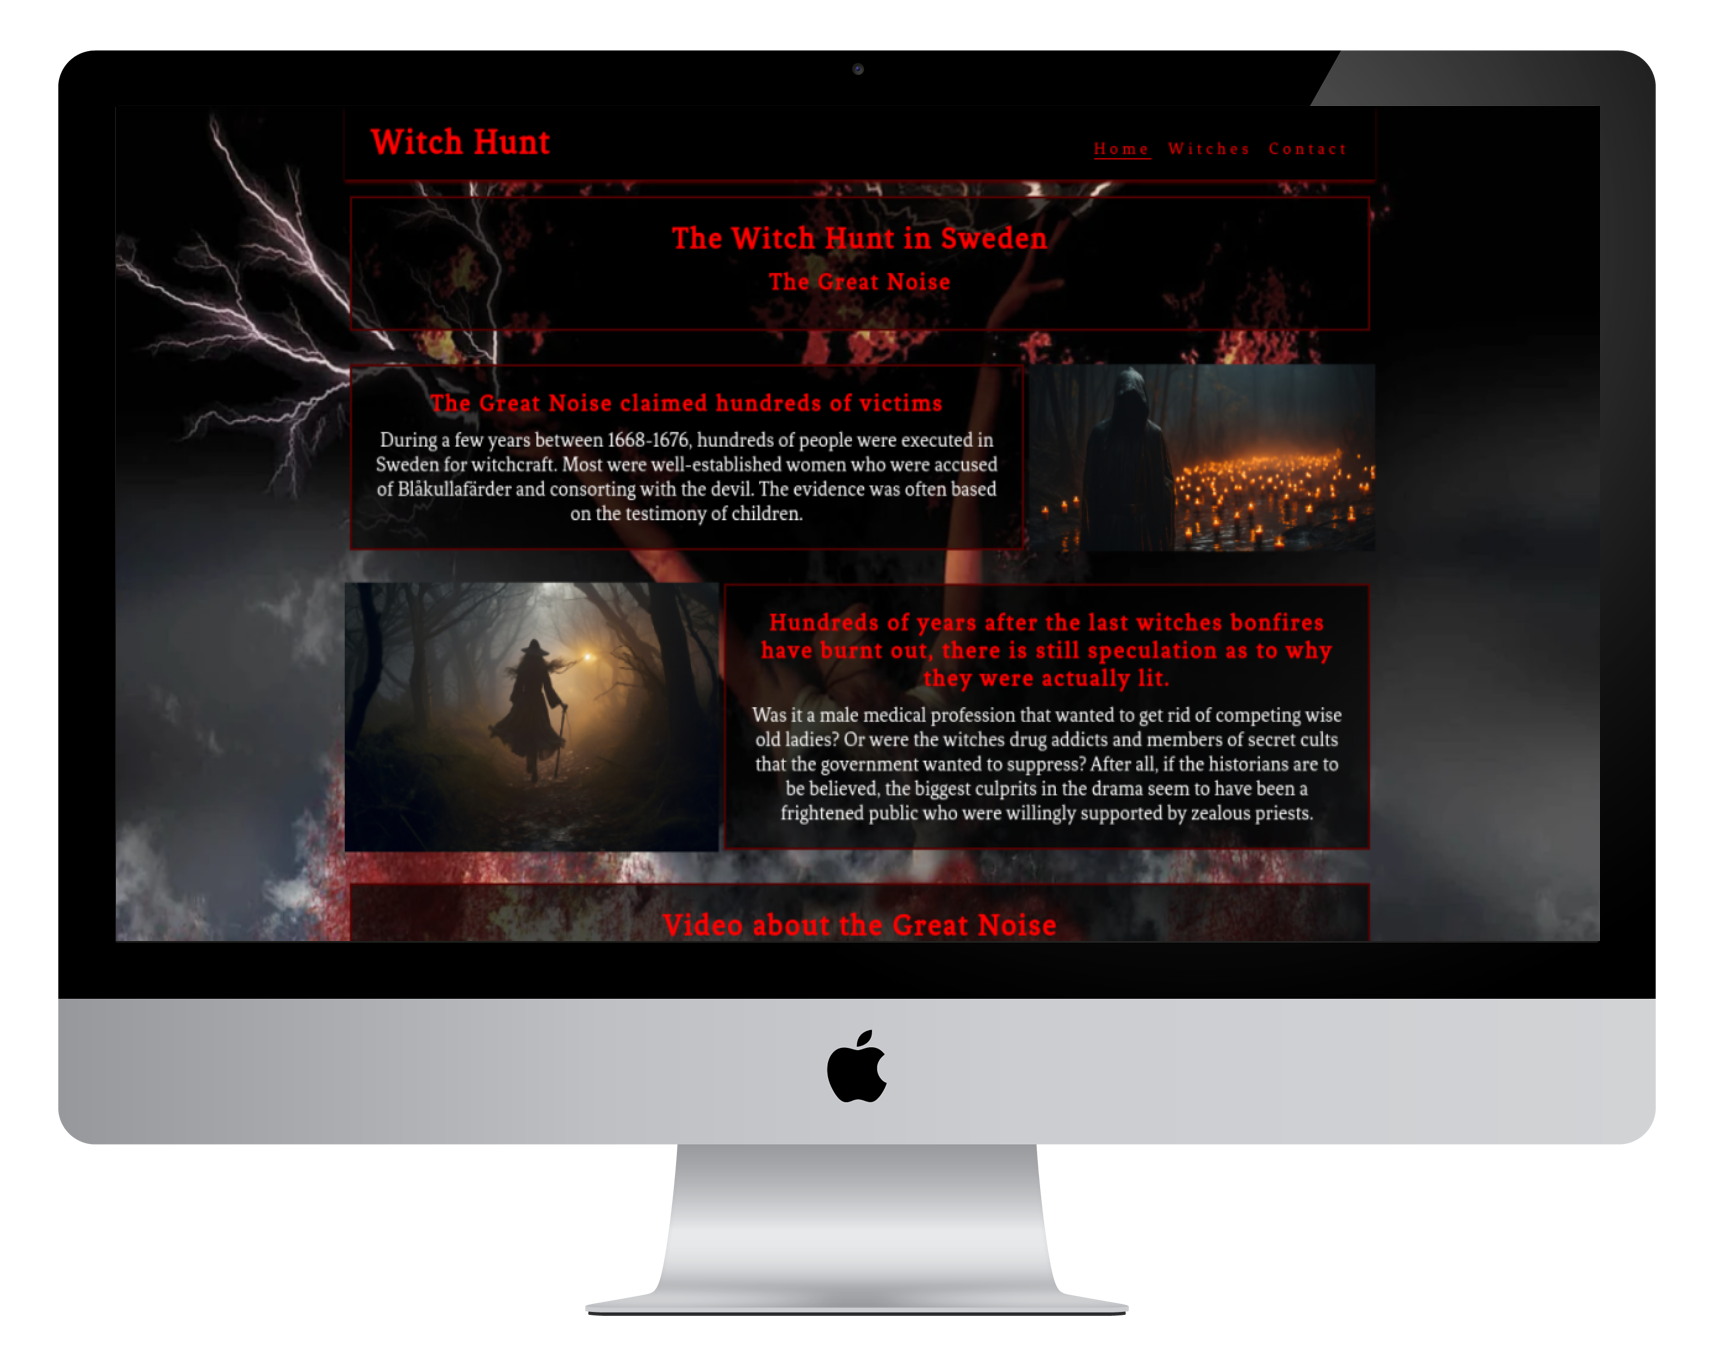 Witch Hunt
Home Witches Contact
The Witch Hunt in Sweden
The Great Noise
The Great Noise claimed hundreds of victims
During a few years between 1668-1676, hundreds of people were executed in
Sweden for witchcraft. Most were well-established women who were accused
of Blåkullafärder and consorting with the devil. The evidence was often based
on the testimony of children.
Hundreds of years after the last witches bonfires
have burnt out, there is still speculation as to why
they were actually lit.
Was it a male medical profession that wanted to get rid of competing wise
old ladies? Or were the witches drug addicts and members of secret cults
that the government wanted to suppress? After all, if the historians are to
be believed, the biggest culprits in the drama seem to have been a
frightened public who were willingly supported by zealous priests.
Video about the Great Noise